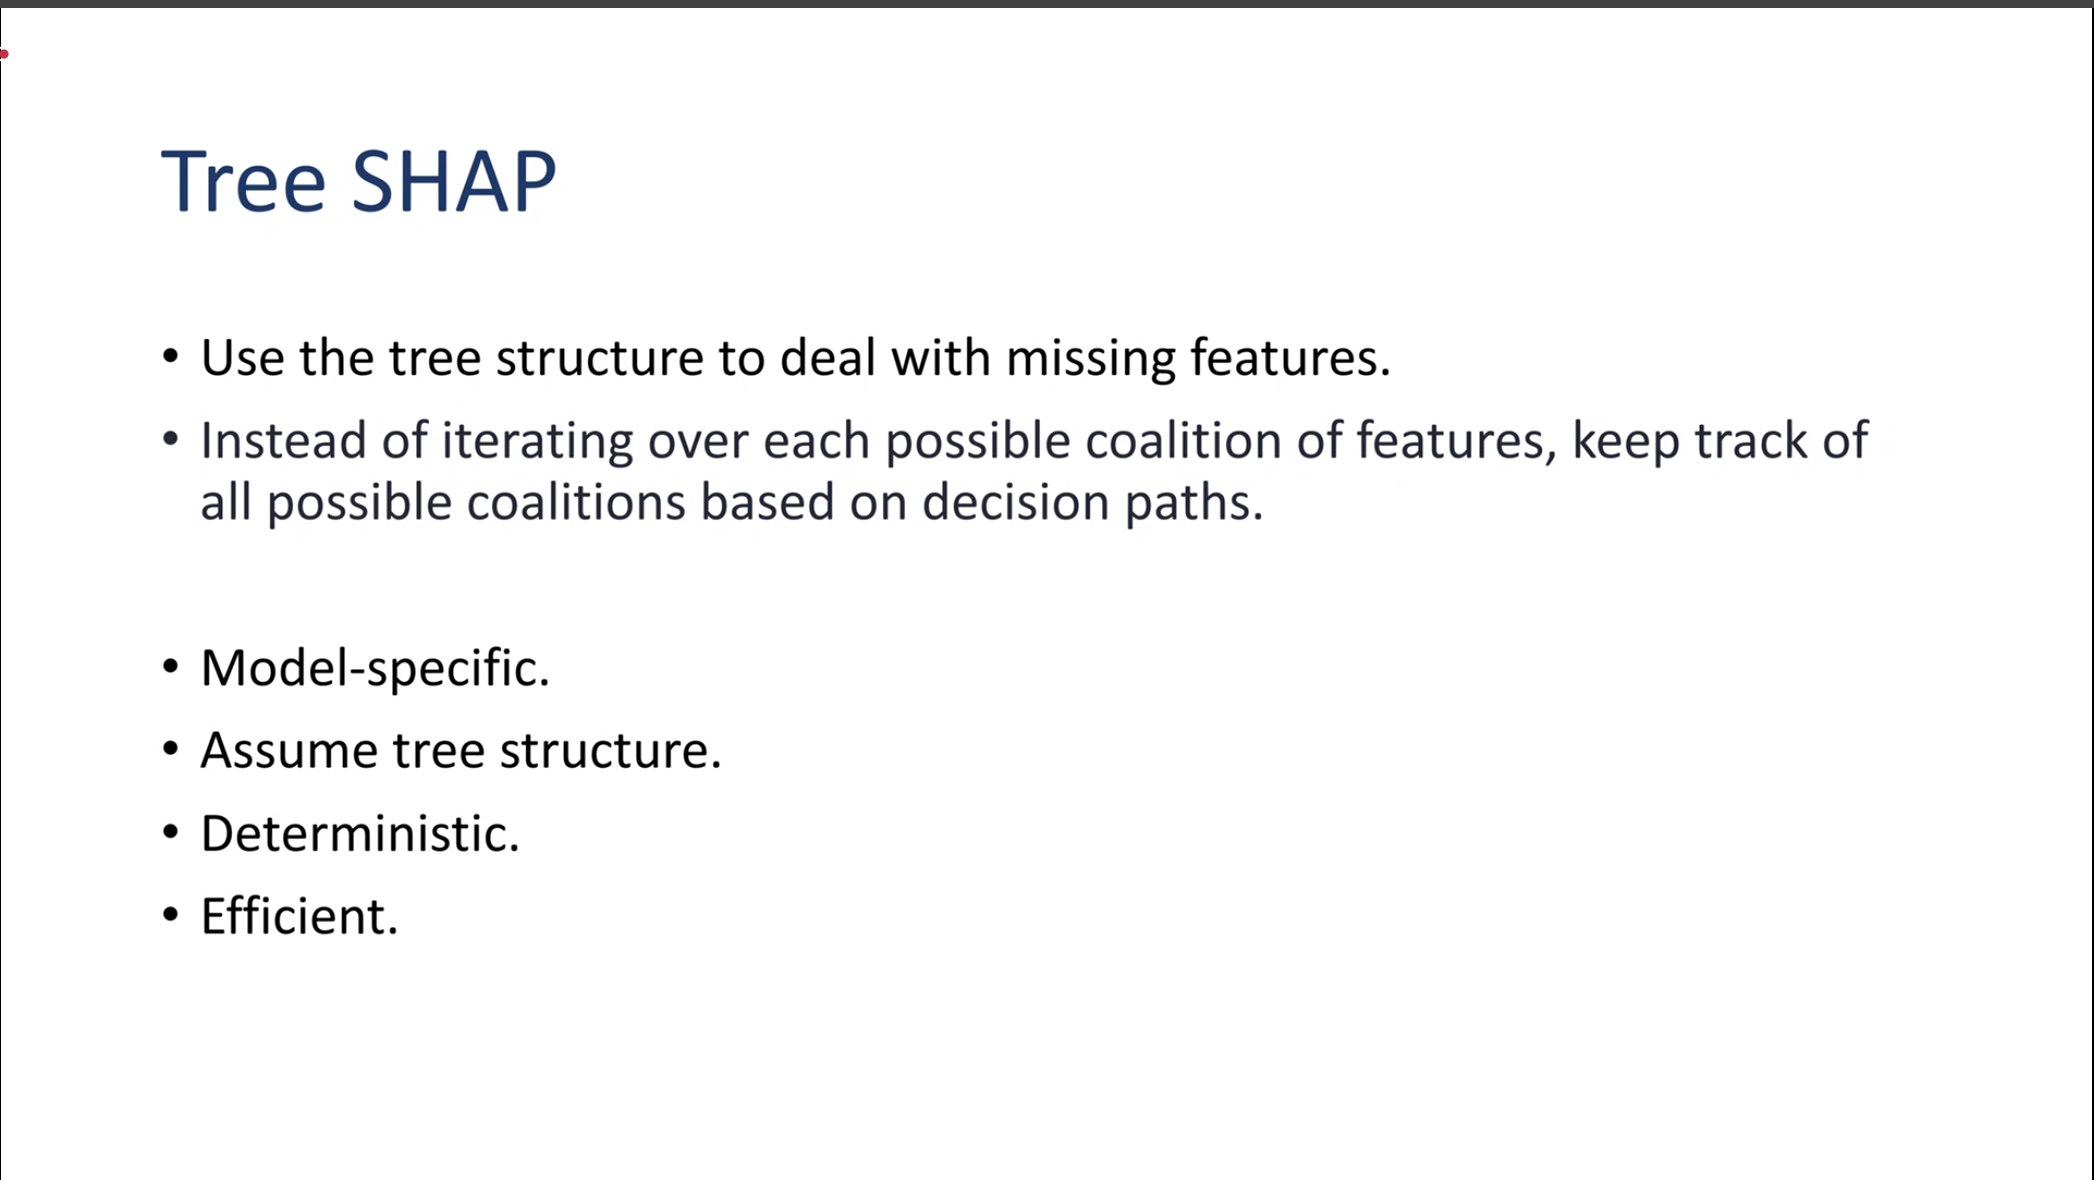 Tree SHAP
• Use the tree structure to deal with missing features.
• Instead of iterating over each possible coalition of features, keep track of
all possible coalitions based on decision paths.
• Model-specific.
• Assume tree structure.
• Deterministic.
• Efficient.